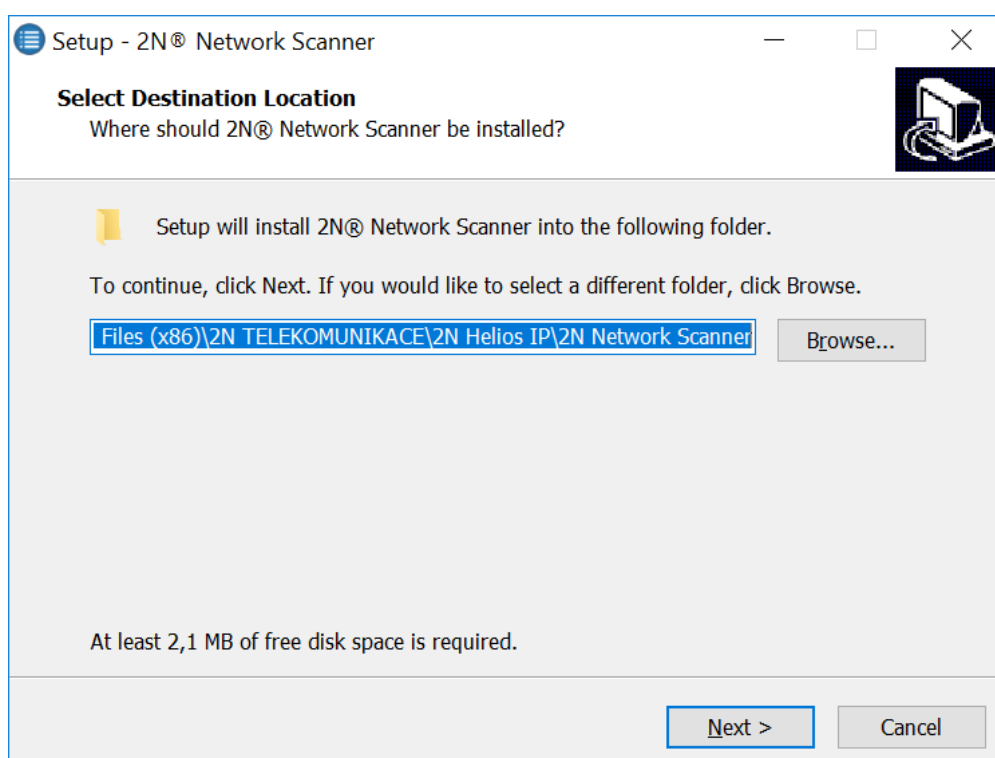 Setup - 2N® Network Scanner
Select Destination Location
Where should 2N® Network Scanner be installed?
Setup will install 2N® Network Scanner into the following folder.
To continue, click Next. If you would like to select a different folder, click Browse.
Files (x86)\2N TELEKOMUNIKACE\2N Helios IP\2N Network Scanner
Browse...
At least 2,1 MB of free disk space is required.
Next >
Cancel